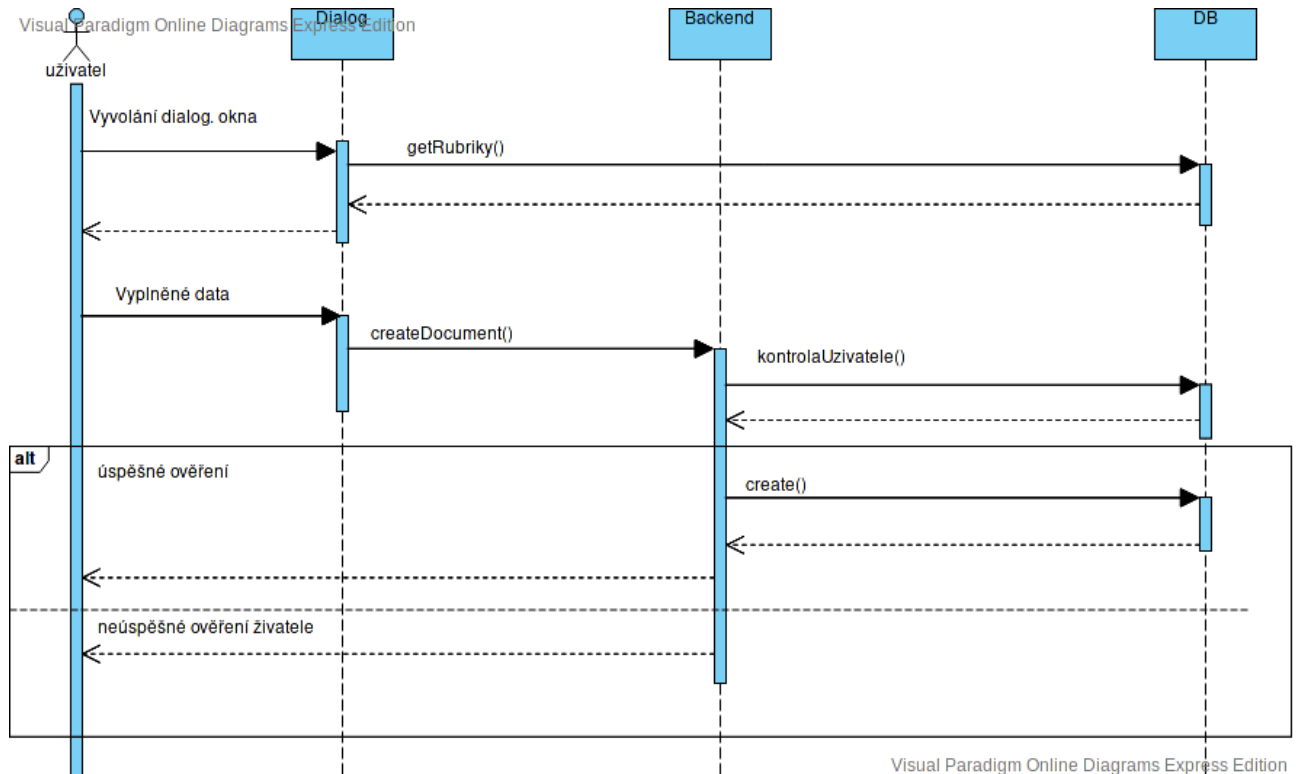 Visual Paradigm Online Diagrams Express Edition
Dialog
Backend
DB
uživatel
Vyvolání dialog. okna
getRubriky()
Vyplněné data
createDocument()
kontrolaUzivatele()
alt
úspěšné ověření
create()
neúspěšné ověření živatele
Visual Paradigm Online Diagrams Express Edition